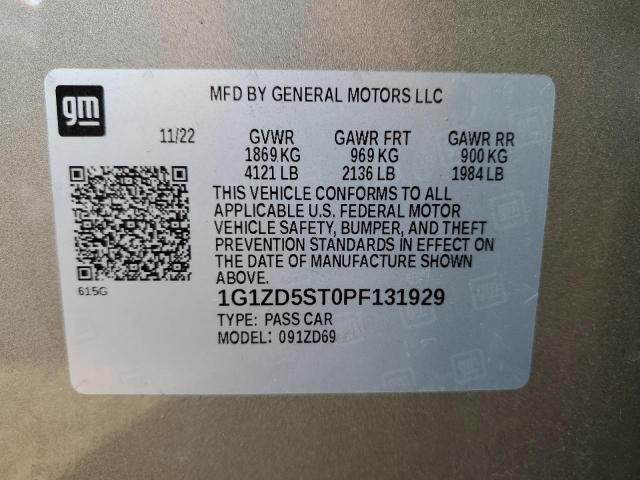 gm
MFD BY GENERAL MOTORS LLC
11/22 GVWR GAWR FRT GAWR RR
1869 KG 969 KG 900 KG
4121 LB 2136 LB 1984 LB
THIS VEHICLE CONFORMS TO ALL
APPLICABLE U.S. FEDERAL MOTOR
VEHICLE SAFETY, BUMPER, AND THEFT
PREVENTION STANDARDS IN EFFECT ON
THE DATE OF MANUFACTURE SHOWN
ABOVE.
615G
1G1ZD5ST0PF131929
TYPE: PASS CAR
MODEL: 091ZD69